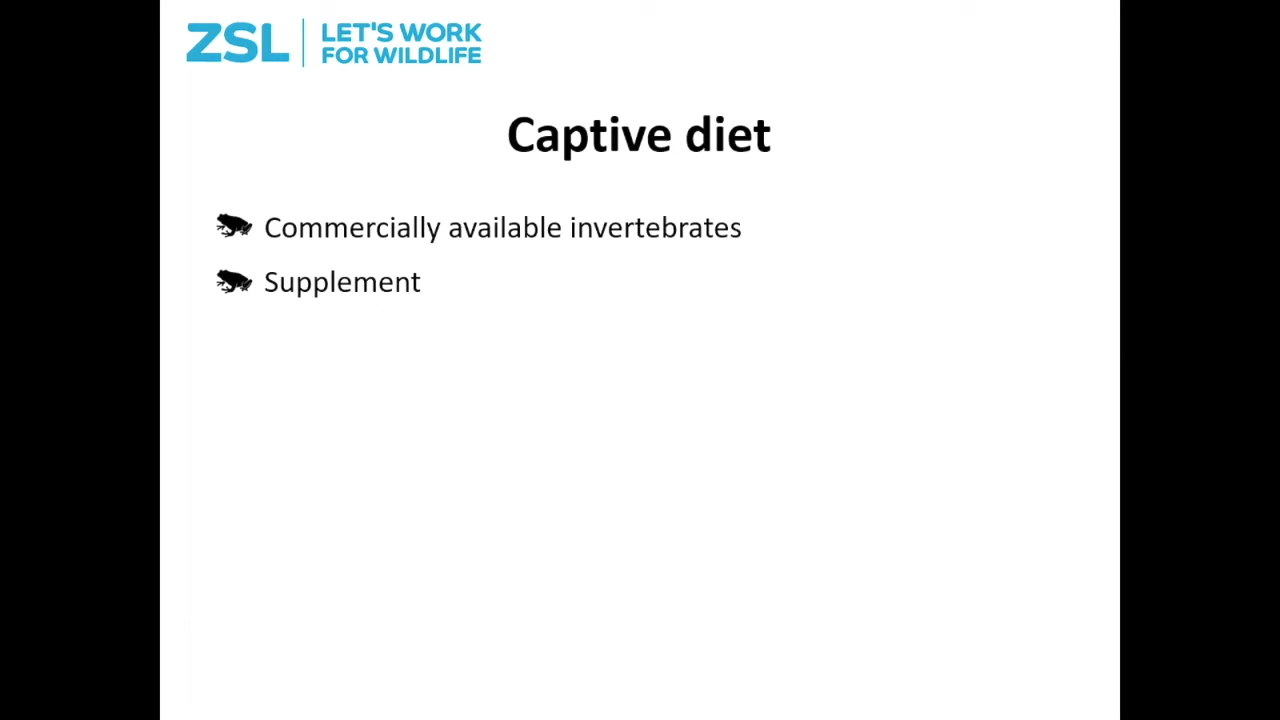 ZSL
LET'S WORK
FOR WILDLIFE
Captive diet
Commercially available invertebrates
Supplement